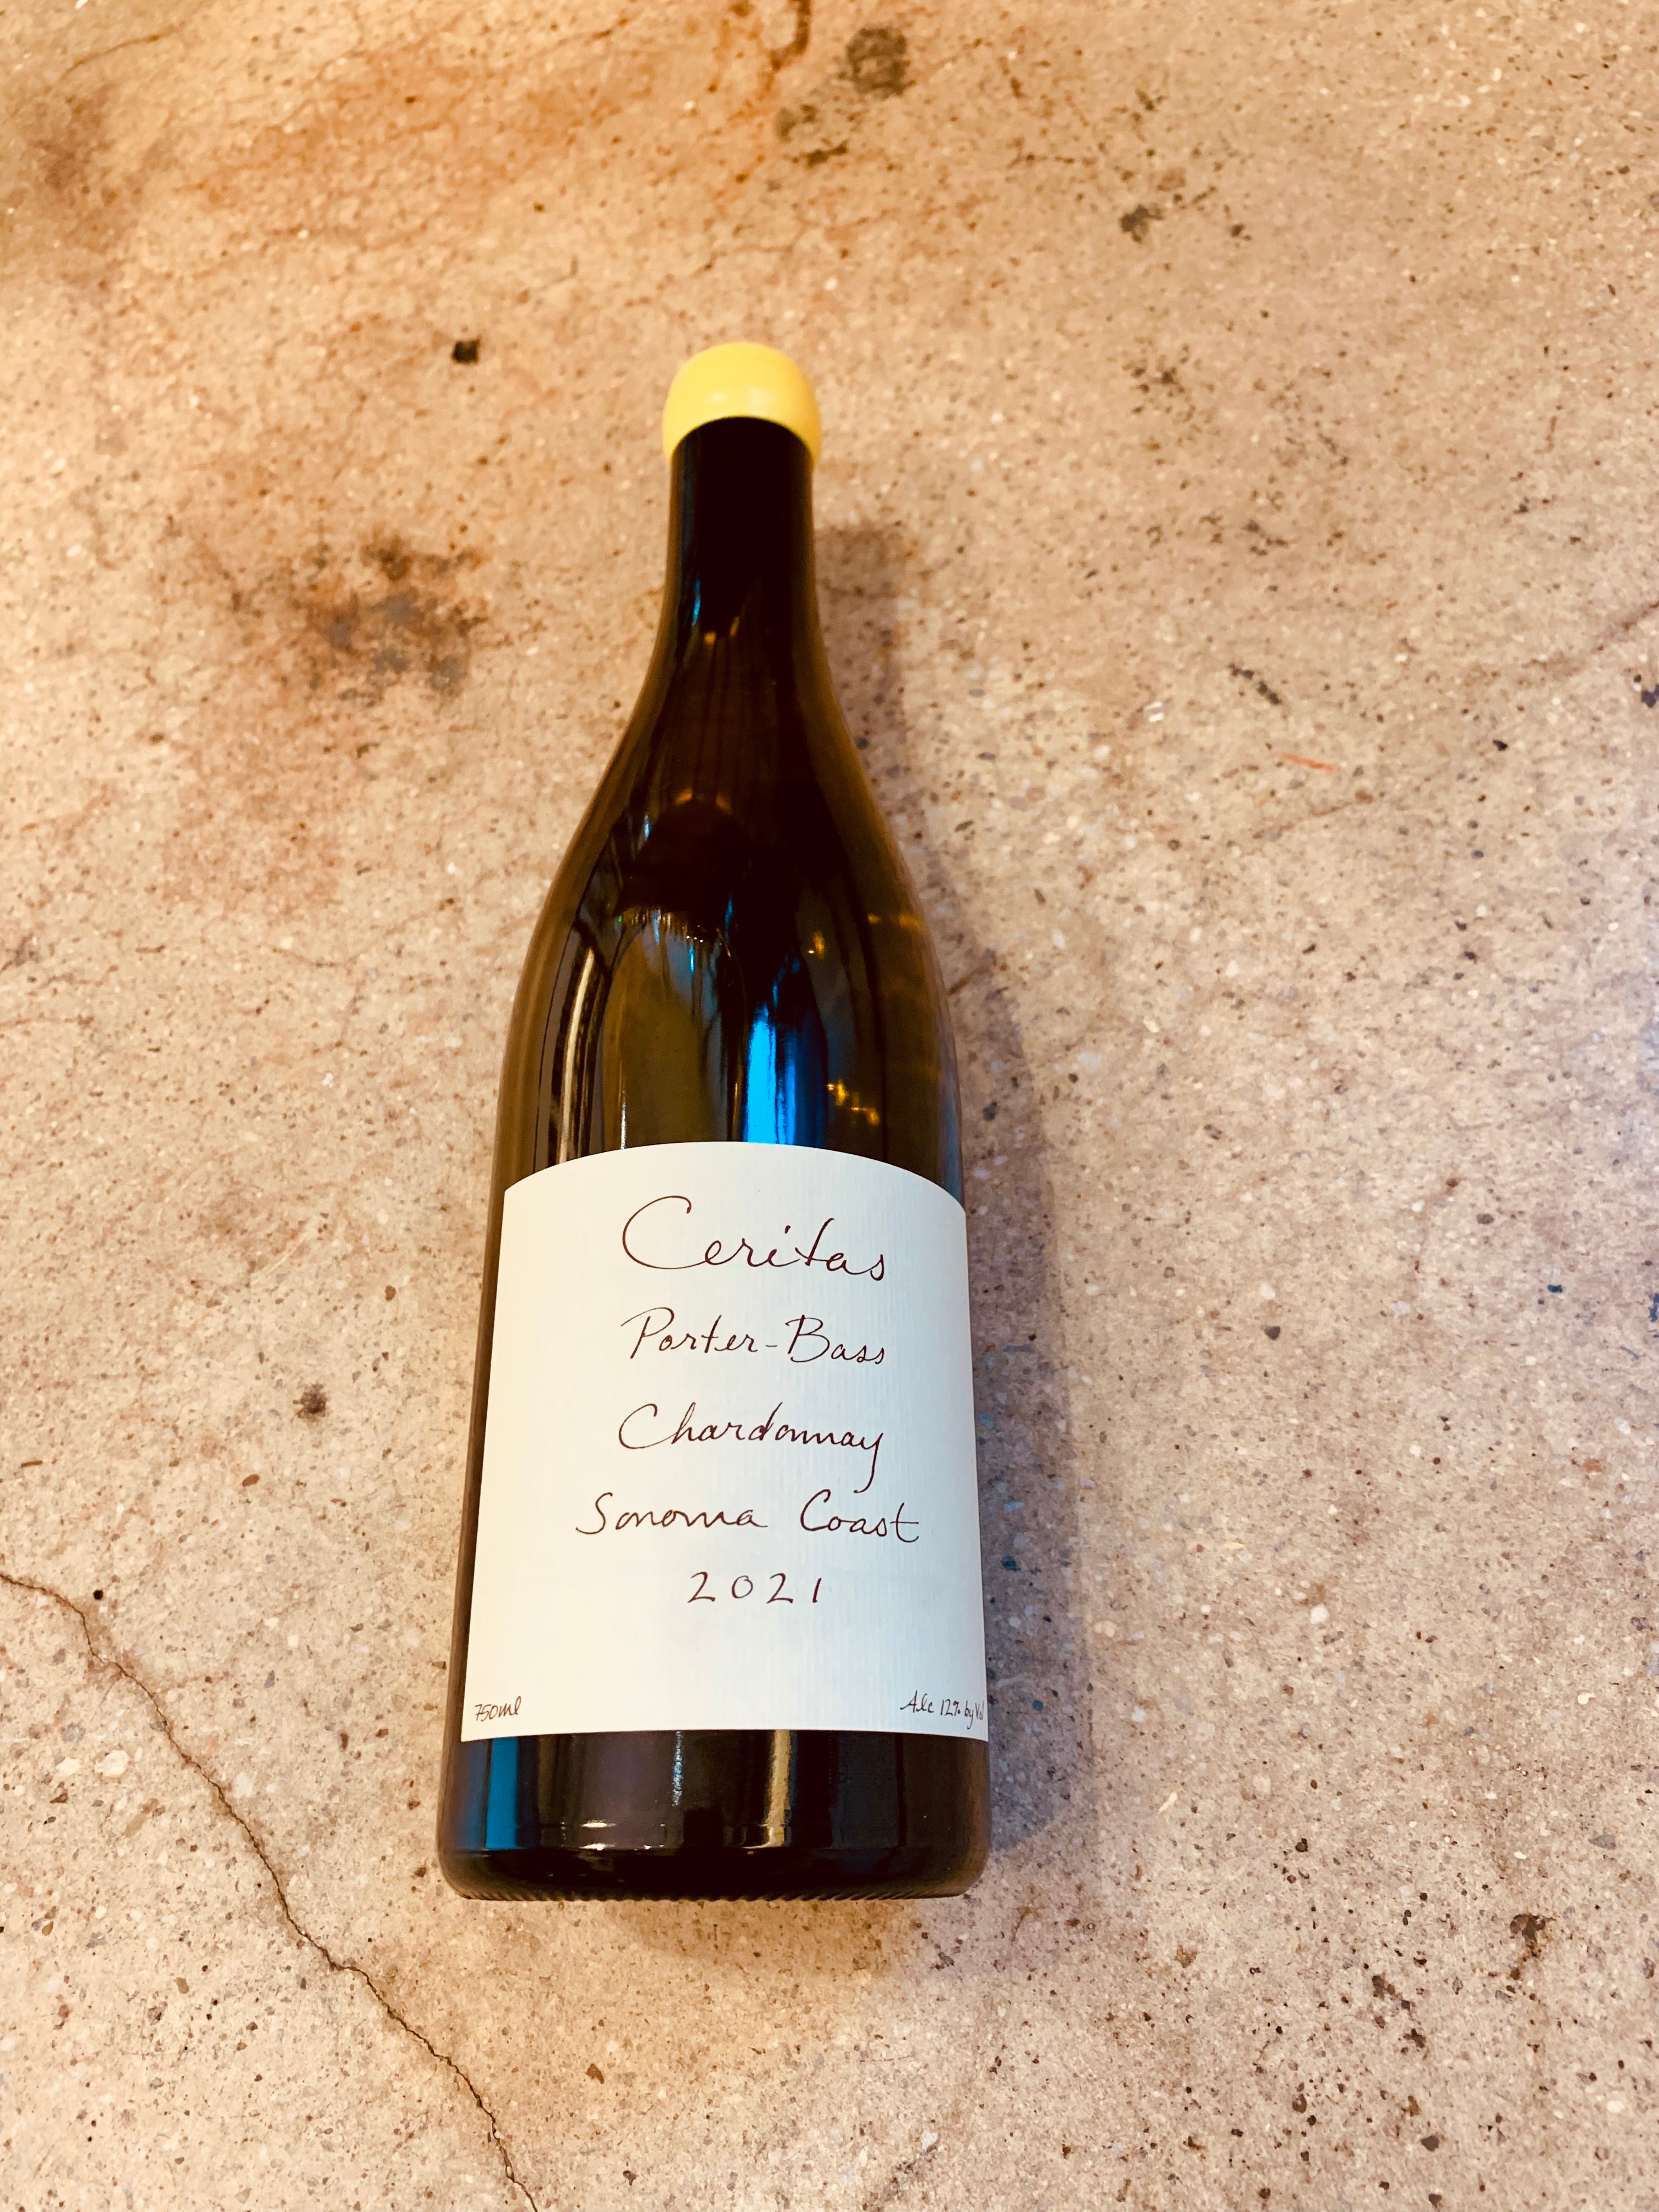 Ceritas
Porter-Bass
Chardonnay
Sonoma Coast
2021
750ml
Alc 12% by Vol